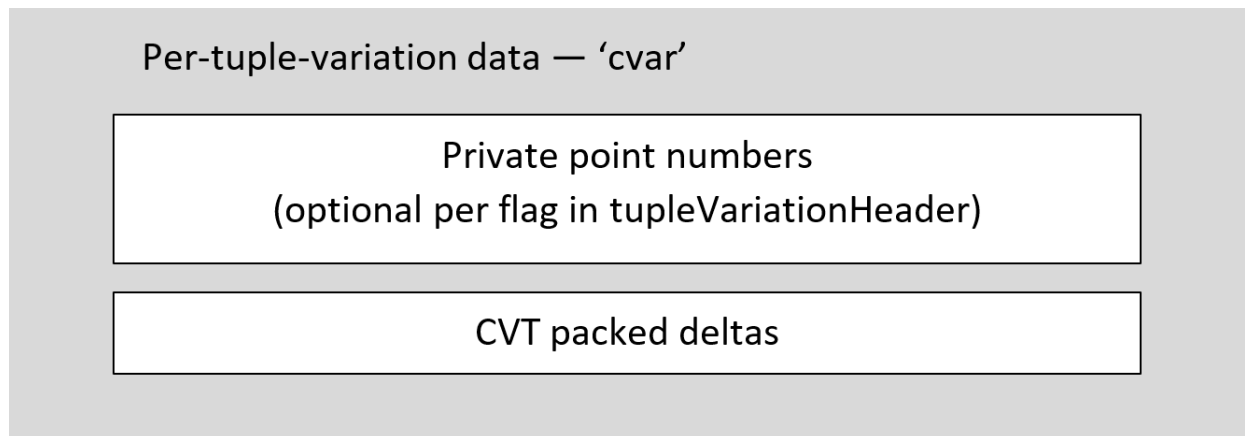 Per-tuple-variation data — ‘cvar’
Private point numbers
(optional per flag in tupleVariationHeader)
CVT packed deltas